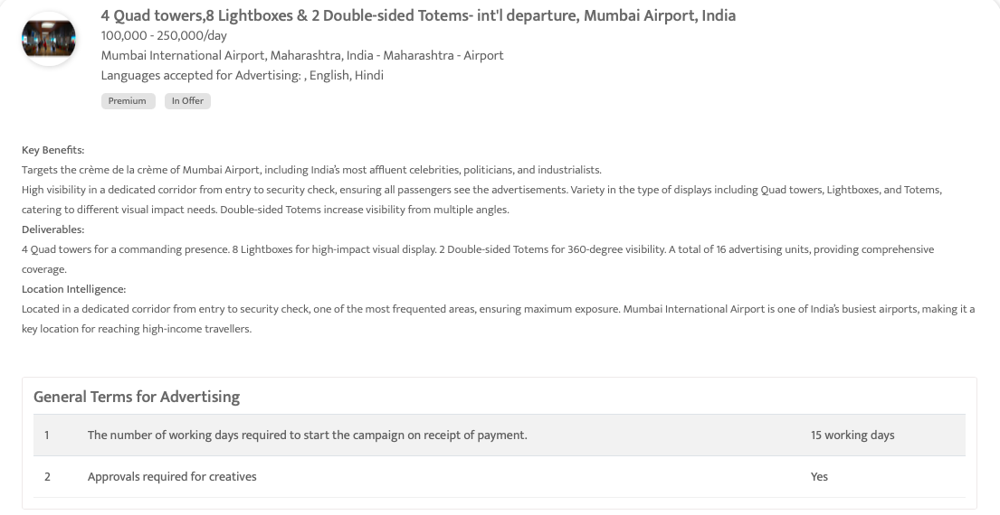 4 Quad towers,8 Lightboxes & 2 Double-sided Totems- int'l departure, Mumbai Airport, India
100,000 - 250,000/day
Mumbai International Airport, Maharashtra, India - Maharashtra - Airport
Languages accepted for Advertising: , English, Hindi
Premium In Offer
Key Benefits:
Targets the crème de la crème of Mumbai Airport, including India’s most affluent celebrities, politicians, and industrialists.
High visibility in a dedicated corridor from entry to security check, ensuring all passengers see the advertisements. Variety in the type of displays including Quad towers, Lightboxes, and Totems,
catering to different visual impact needs. Double-sided Totems increase visibility from multiple angles.
Deliverables:
4 Quad towers for a commanding presence. 8 Lightboxes for high-impact visual display. 2 Double-sided Totems for 360-degree visibility. A total of 16 advertising units, providing comprehensive
coverage.
Location Intelligence:
Located in a dedicated corridor from entry to security check, one of the most frequented areas, ensuring maximum exposure. Mumbai International Airport is one of India’s busiest airports, making it a
key location for reaching high-income travellers.
General Terms for Advertising
1 The number of working days required to start the campaign on receipt of payment. 15 working days
2 Approvals required for creatives Yes